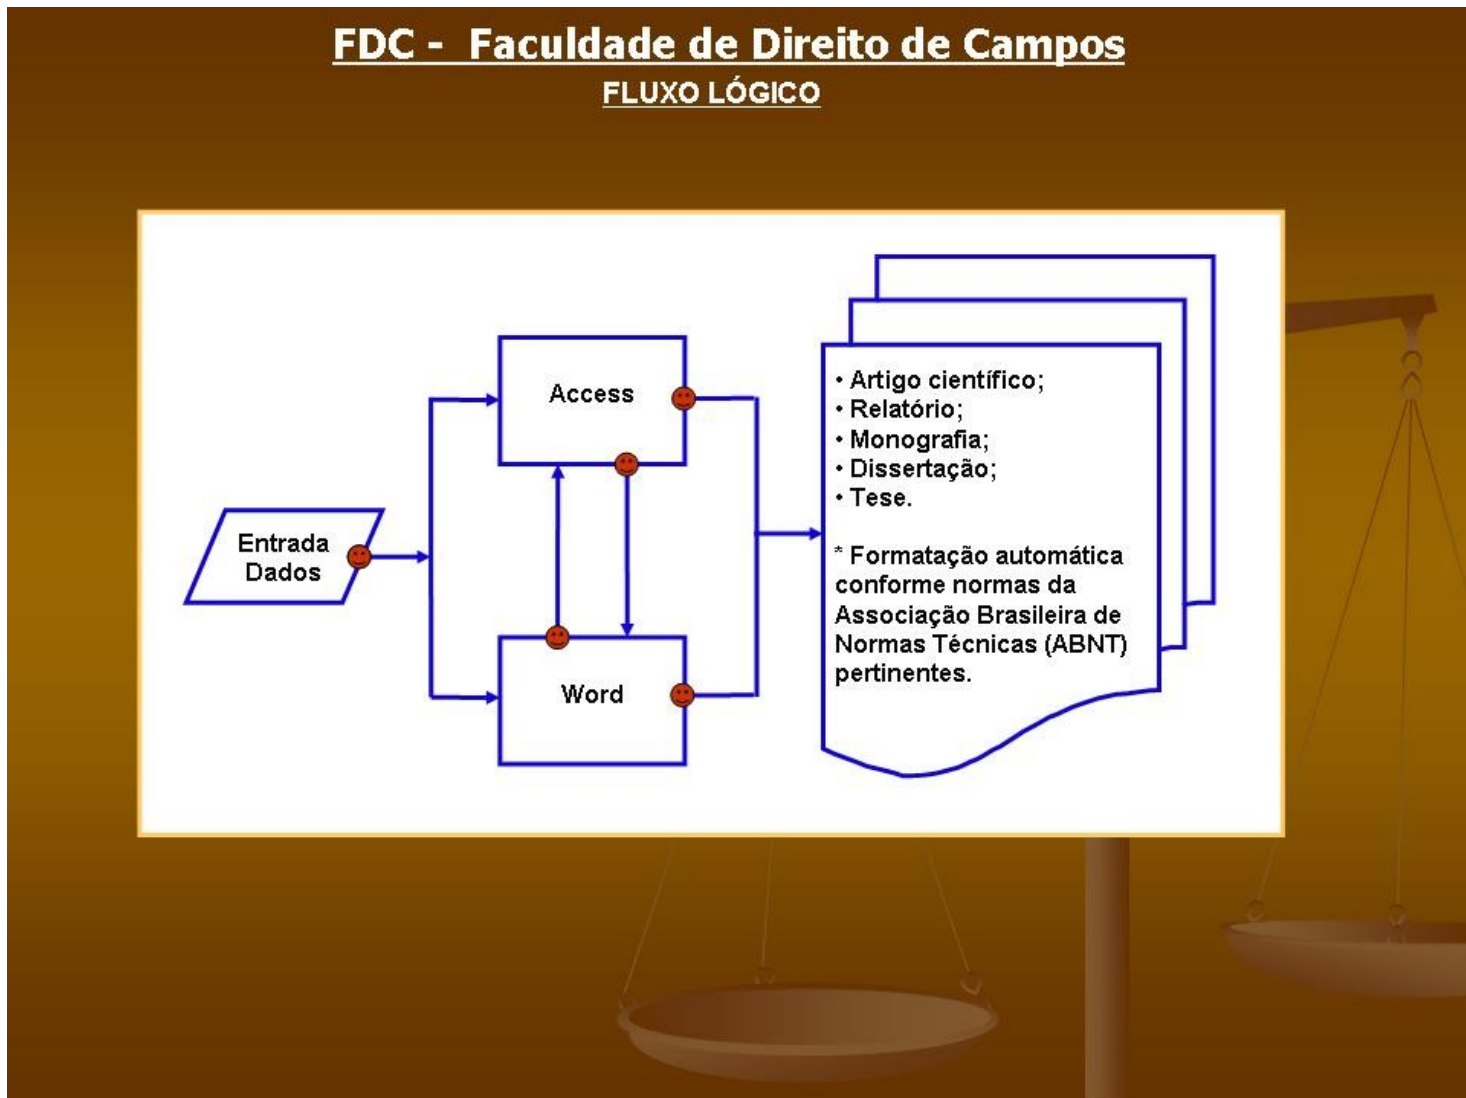 FDC -  Faculdade de Direito de Campos
FLUXO LÓGICO
Entrada
Dados
Access
Word
• Artigo científico;
• Relatório;
• Monografia;
• Dissertação;
• Tese.
* Formatação automática
conforme normas da
Associação Brasileira de
Normas Técnicas (ABNT)
pertinentes.